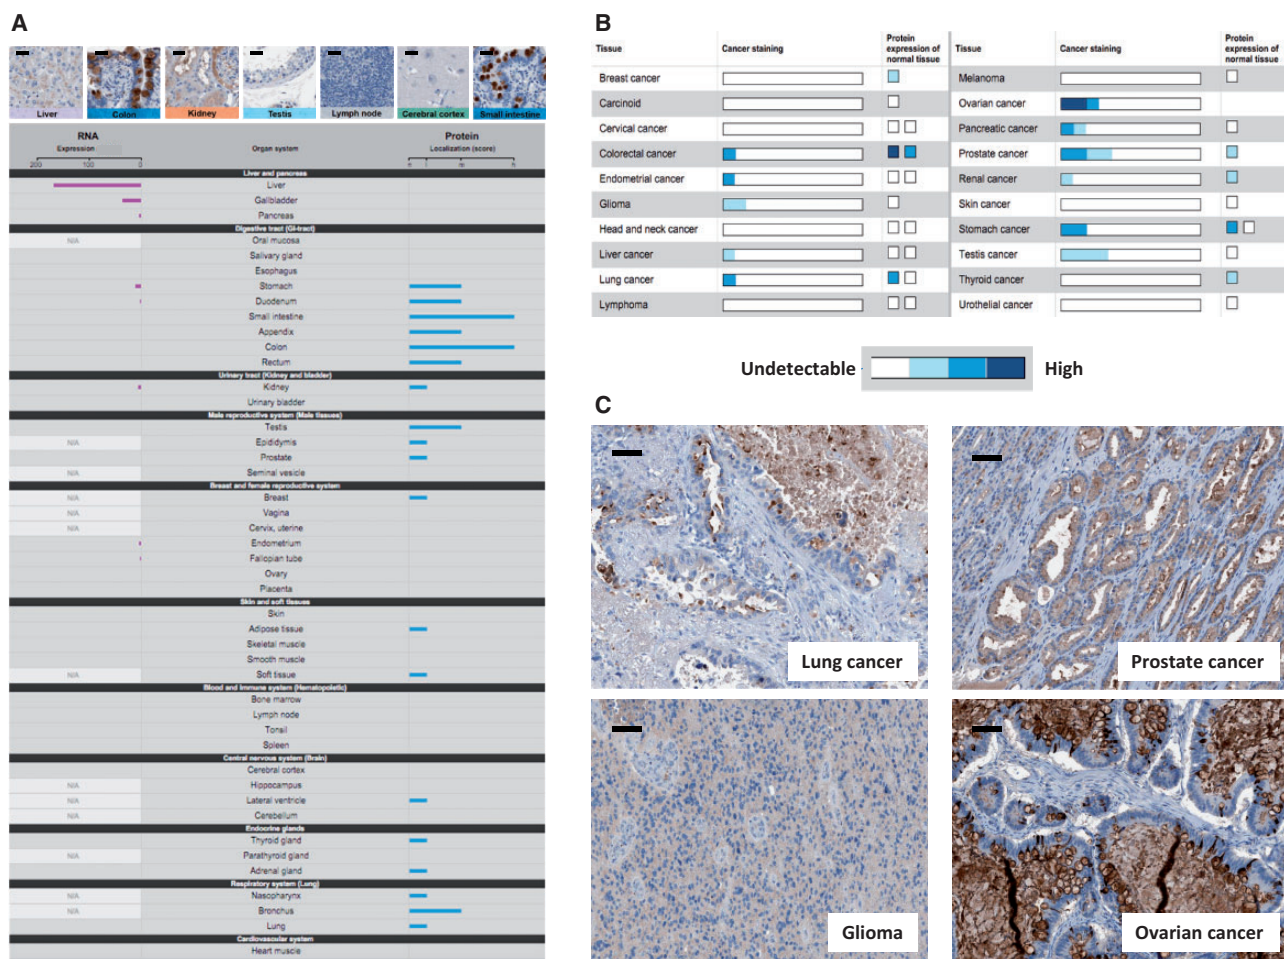 A
Liver Colon Kidney Testis Lymph node Cerebral cortex Small intestine
RNA Protein
Expression Organ system Localization (score)
200 100 0 n l m h
Liver and pancreas
Liver
Gallbladder
Pancreas
Digestive tract (GI-tract)
N/A Oral mucosa
Salivary gland
Esophagus
Stomach
Duodenum
Small intestine
Appendix
Colon
Rectum
Urinary tract (Kidney and bladder)
Kidney
Urinary bladder
Male reproductive system (Male tissues)
Testis
N/A Epididymis
Prostate
N/A Seminal vesicle
Breast and female reproductive system
N/A Breast
N/A Vagina
N/A Cervix, uterine
Endometrium
Fallopian tube
Ovary
Placenta
Skin and soft tissues
Skin
Adipose tissue
Skeletal muscle
Smooth muscle
N/A Soft tissue
Blood and immune system (Hematopoietic)
Bone marrow
Lymph node
Tonsil
Spleen
Central nervous system (Brain)
Cerebral cortex
N/A Hippocampus
N/A Lateral ventricle
N/A Cerebellum
Endocrine glands
Thyroid gland
N/A Parathyroid gland
Adrenal gland
Respiratory system (Lung)
N/A Nasopharynx
N/A Bronchus
Lung
Cardiovascular system
Heart muscle
B
Tissue Cancer staining Protein expression of normal tissue
Breast cancer
Carcinoid
Cervical cancer
Colorectal cancer
Endometrial cancer
Glioma
Head and neck cancer
Liver cancer
Lung cancer
Lymphoma
Tissue Cancer staining Protein expression of normal tissue
Melanoma
Ovarian cancer
Pancreatic cancer
Prostate cancer
Renal cancer
Skin cancer
Stomach cancer
Testis cancer
Thyroid cancer
Urothelial cancer
Undetectable High
C
Lung cancer
Prostate cancer
Glioma
Ovarian cancer